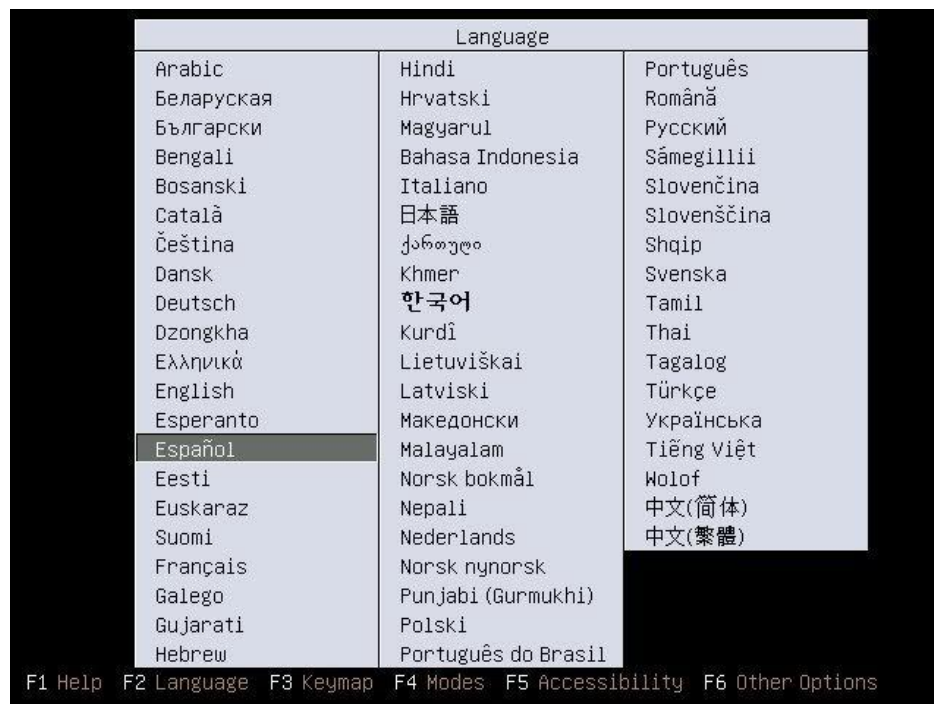 Language
Arabic
Беларуская
Български
Bengali
Bosanski
Català
Čeština
Dansk
Deutsch
Dzongkha
Ελληνικά
English
Esperanto
Español
Eesti
Euskaraz
Suomi
Français
Galego
Gujarati
Hebrew
Hindi
Hrvatski
Magyarul
Bahasa Indonesia
Italiano
日本語
ქართული
Khmer
한국어
Kurdî
Lietuviškai
Latviski
Македонски
Malayalam
Norsk bokmål
Nepali
Nederlands
Norsk nynorsk
Punjabi (Gurmukhi)
Polski
Português do Brasil
Português
Română
Русский
Sámegillii
Slovenčina
Slovenščina
Shqip
Svenska
Tamil
Thai
Tagalog
Türkçe
Українська
Tiếng Việt
Wolof
中文(简体)
中文(繁體)
F1 Help F2 Language F3 Keymap F4 Modes F5 Accessibility F6 Other Options